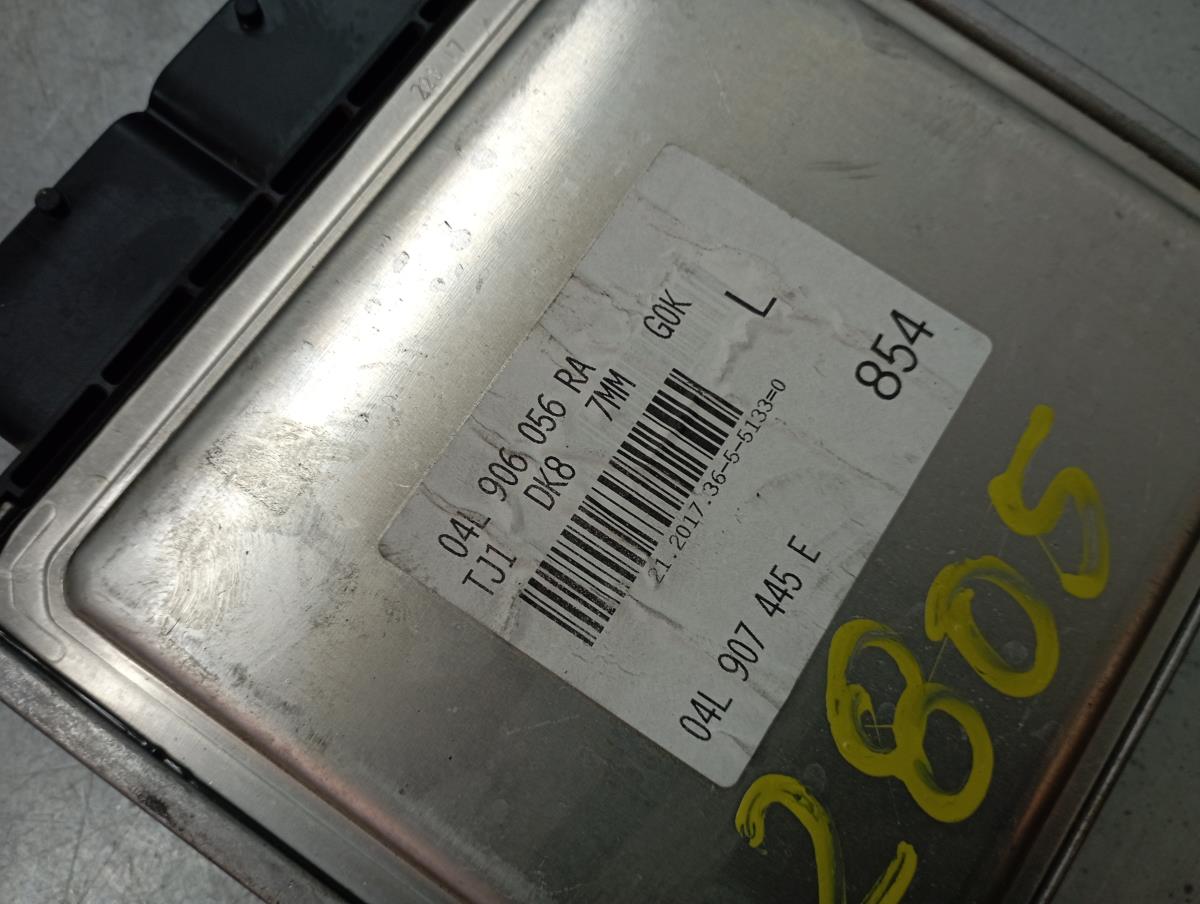 04L 906 056 RA
TJ1 DK8 7MM G0K
21.2017.36-5-5133=0
L
04L 907 445 E
854
2805